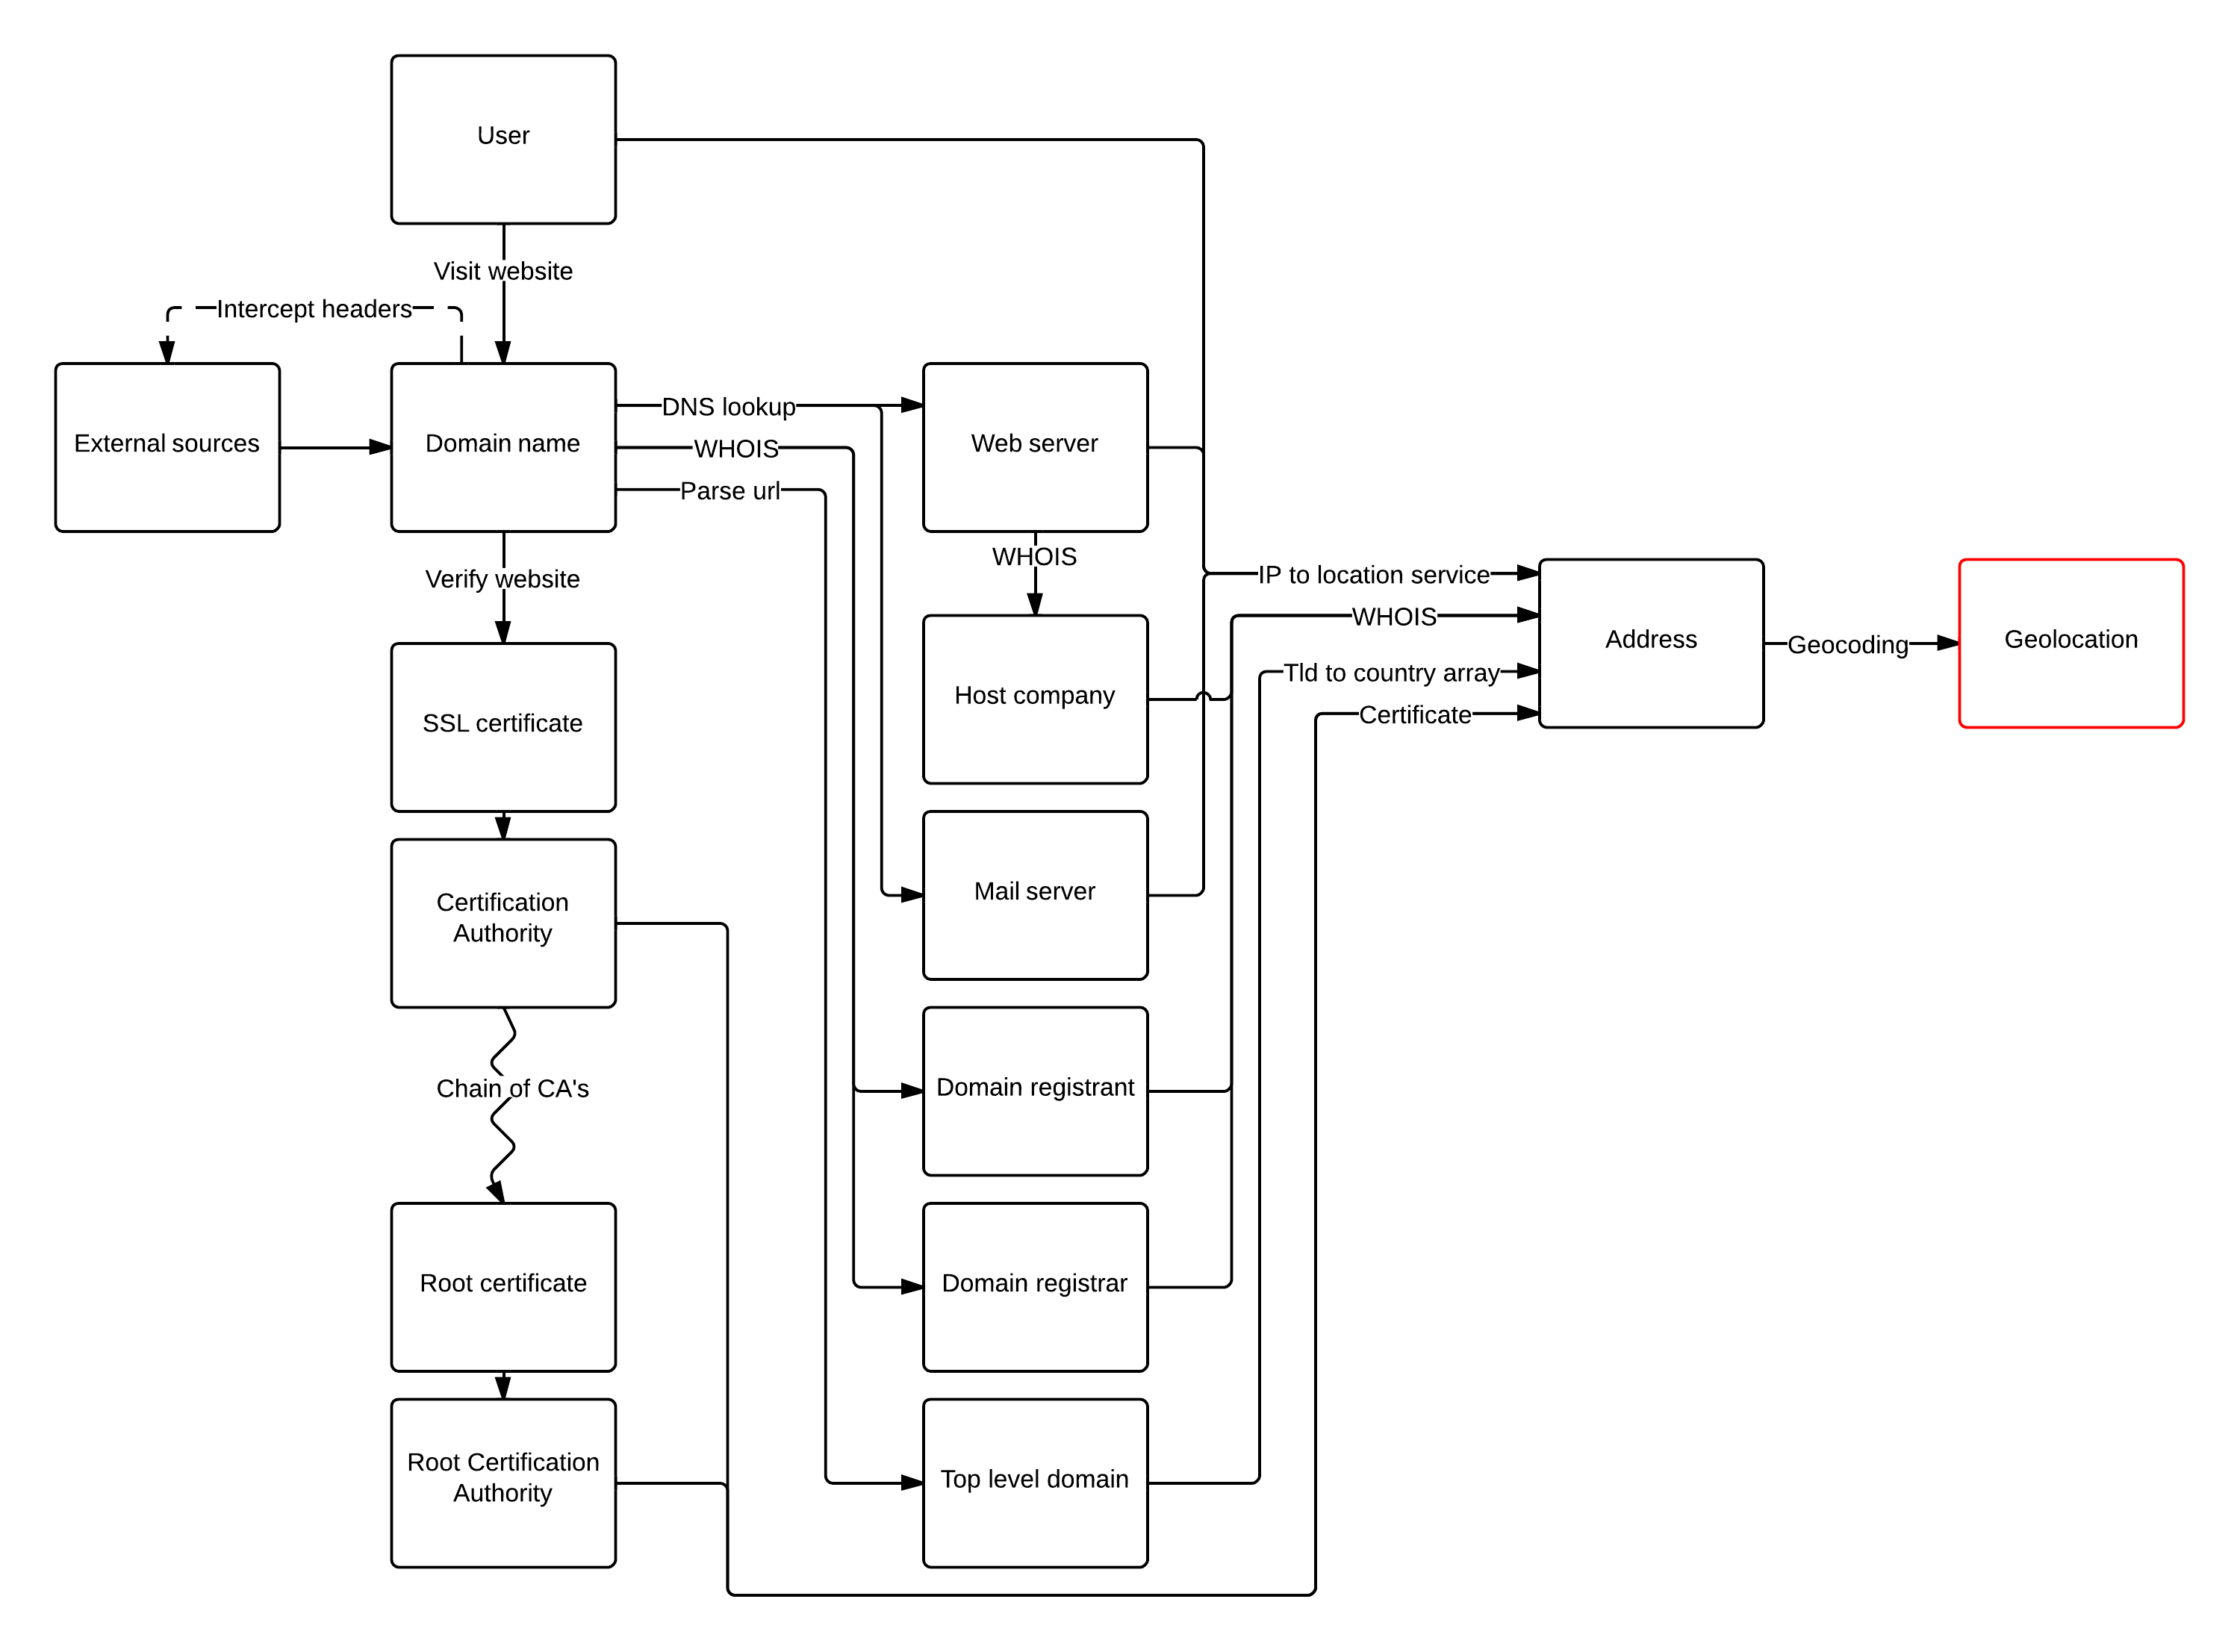 User
Visit website
Intercept headers
External sources
Domain name
DNS lookup
WHOIS
Parse url
Web server
WHOIS
Verify website
IP to location service
WHOIS
Tld to country array
Certificate
Address
Geocoding
Geolocation
SSL certificate
Host company
Certification
Authority
Mail server
Chain of CA's
Domain registrant
Root certificate
Domain registrar
Root Certification
Authority
Top level domain